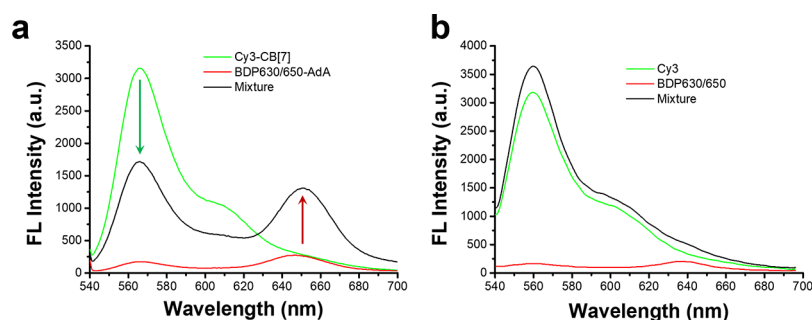 a
3500
3000
2500
2000
1500
1000
500
0
FL Intensity (a.u.)
Cy3-CB[7]
BDP630/650-AdA
Mixture
540 560 580 600 620 640 660 680 700
Wavelength (nm)
b
4000
3500
3000
2500
2000
1500
1000
500
0
FL Intensity (a.u.)
Cy3
BDP630/650
Mixture
540 560 580 600 620 640 660 680 700
Wavelength (nm)